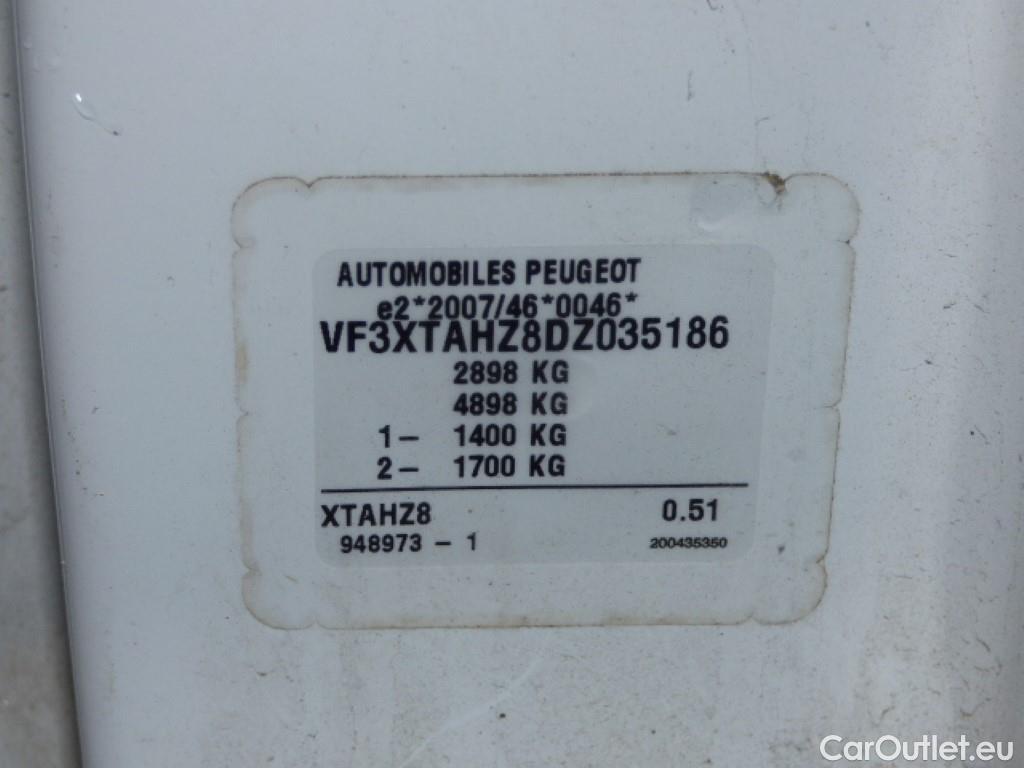 AUTOMOBILES PEUGEOT
e2*2007/46*0046*
VF3XTAHZ8DZ035186
2898 KG
4898 KG
1- 1400 KG
2- 1700 KG
XTAHZ8 0.51
948973 - 1 200435350
CarOutlet.eu